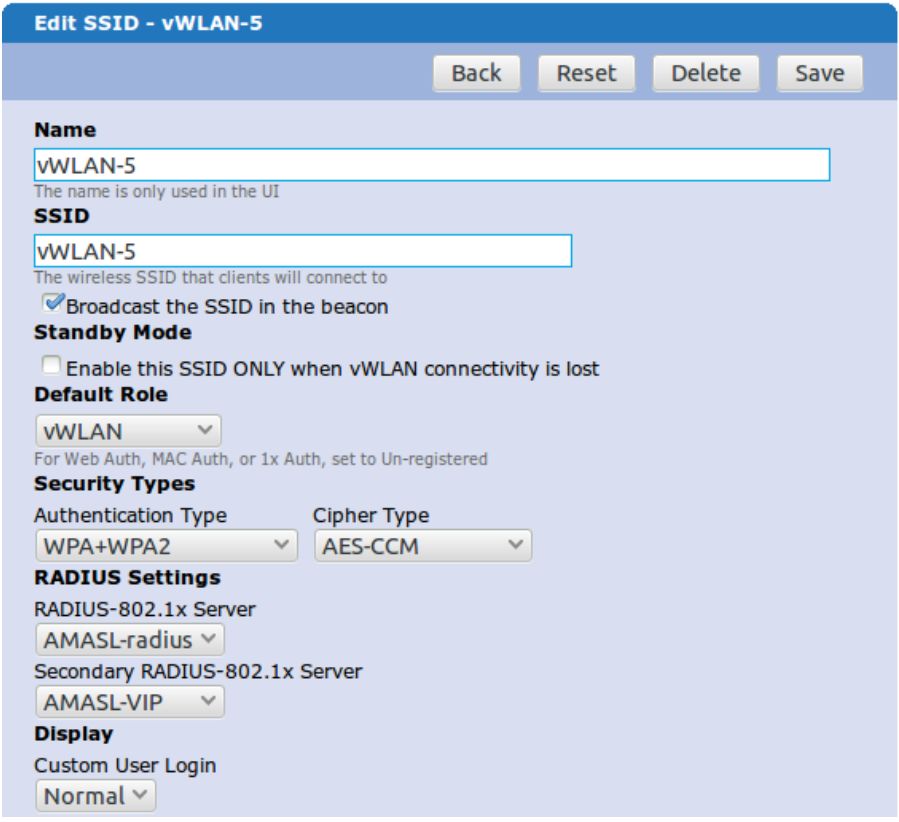 Edit SSID - vWLAN-5
Back Reset Delete Save
Name
vWLAN-5
The name is only used in the UI
SSID
vWLAN-5
The wireless SSID that clients will connect to
Broadcast the SSID in the beacon
Standby Mode
Enable this SSID ONLY when vWLAN connectivity is lost
Default Role
vWLAN
For Web Auth, MAC Auth, or 1x Auth, set to Un-registered
Security Types
Authentication Type Cipher Type
WPA+WPA2 AES-CCM
RADIUS Settings
RADIUS-802.1x Server
AMASL-radius
Secondary RADIUS-802.1x Server
AMASL-VIP
Display
Custom User Login
Normal